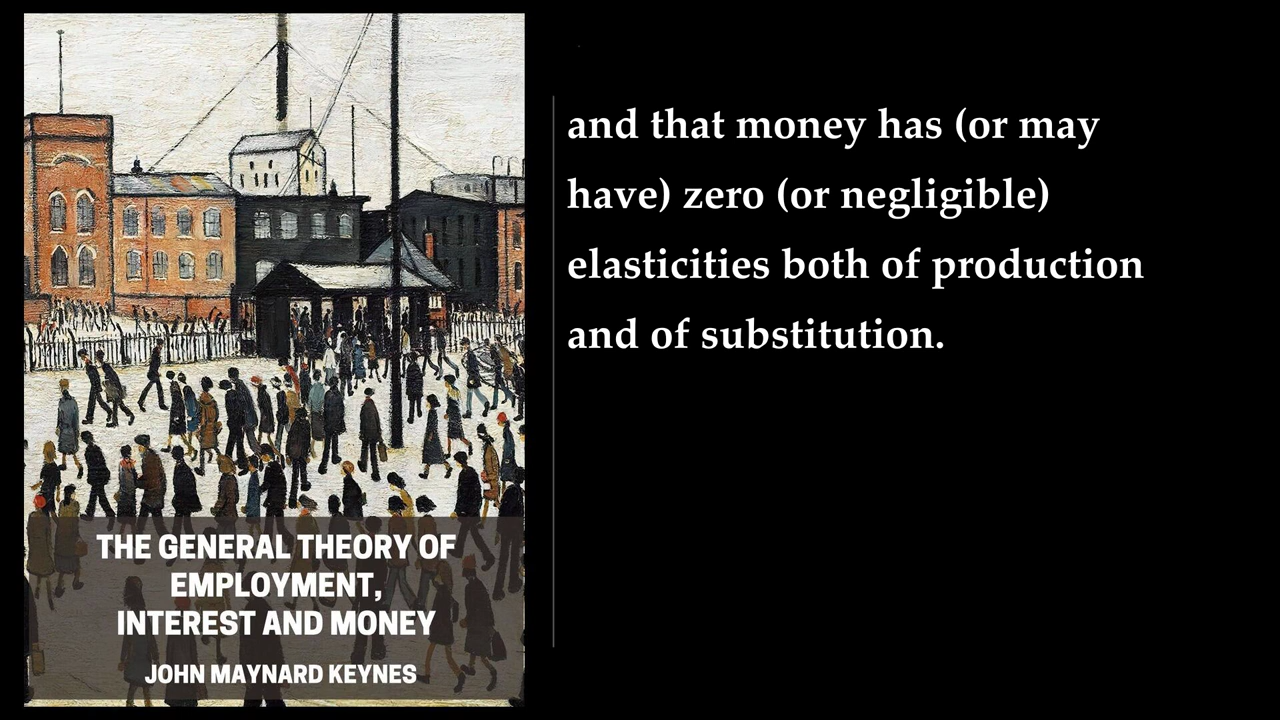 THE GENERAL THEORY OF
EMPLOYMENT,
INTEREST AND MONEY
JOHN MAYNARD KEYNES
and that money has (or may
have) zero (or negligible)
elasticities both of production
and of substitution.